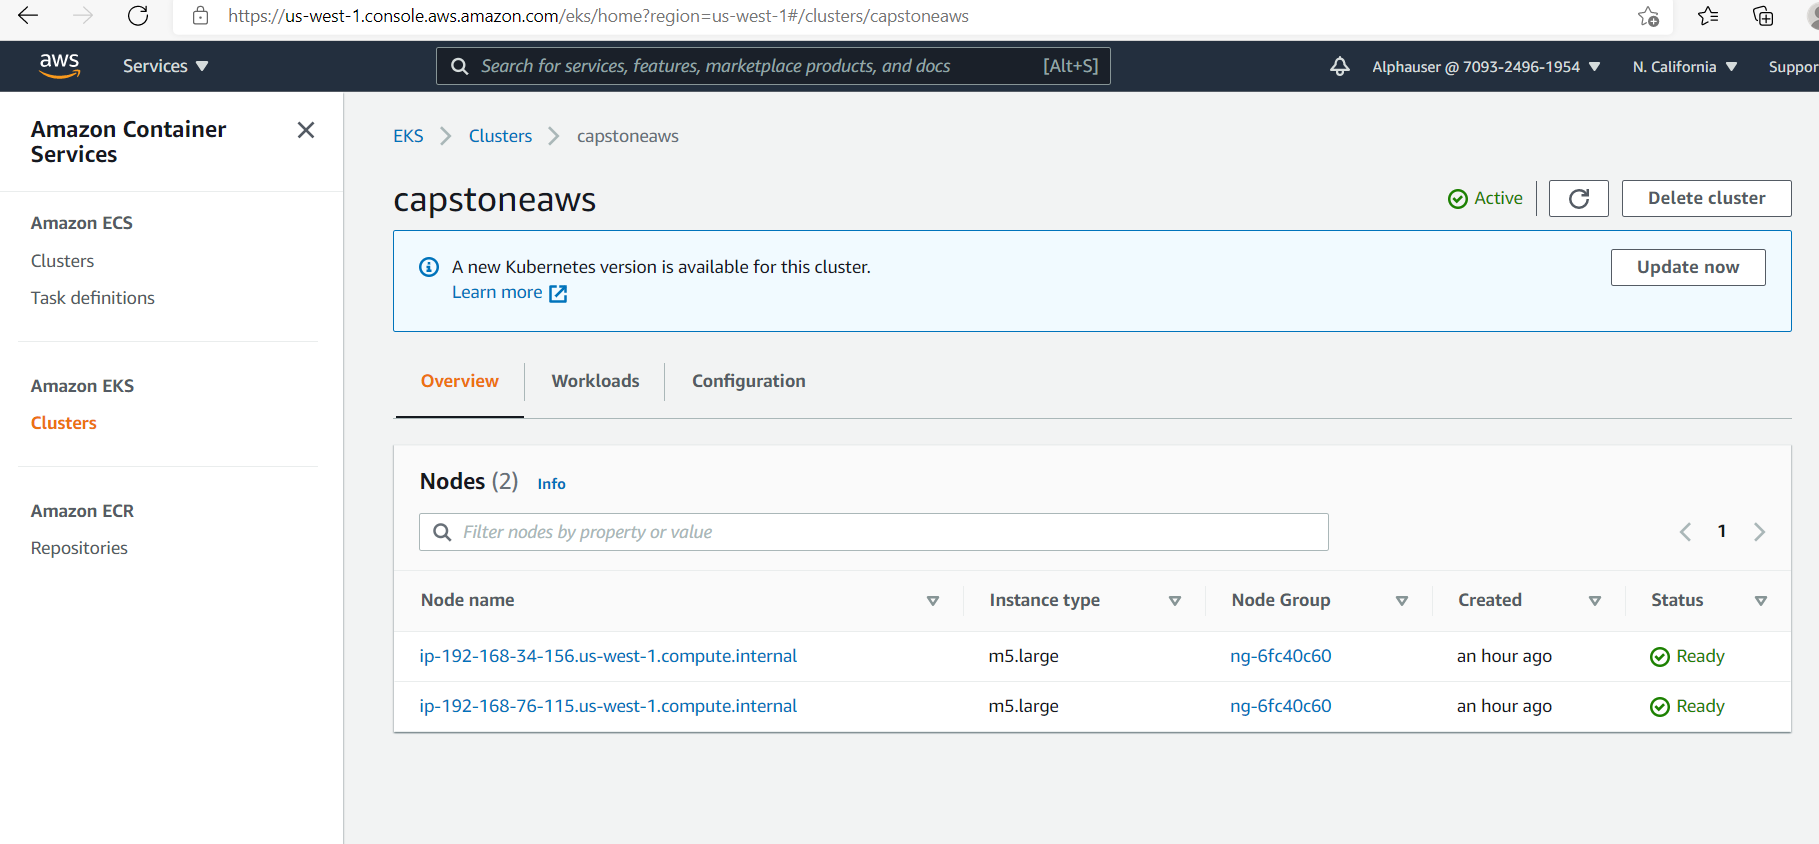 https://us-west-1.console.aws.amazon.com/eks/home?region=us-west-1#/clusters/capstoneaws
aws
Services
Search for services, features, marketplace products, and docs [Alt+S]
Alphauser @ 7093-2496-1954
N. California
Suppor
Amazon Container
Services
Amazon ECS
Clusters
Task definitions
Amazon EKS
Clusters
Amazon ECR
Repositories
EKS > Clusters > capstoneaws
capstoneaws
Active
Delete cluster
A new Kubernetes version is available for this cluster.
Learn more
Update now
Overview Workloads Configuration
Nodes (2) Info
Filter nodes by property or value
1
Node name Instance type Node Group Created Status
ip-192-168-34-156.us-west-1.compute.internal m5.large ng-6fc40c60 an hour ago Ready
ip-192-168-76-115.us-west-1.compute.internal m5.large ng-6fc40c60 an hour ago Ready